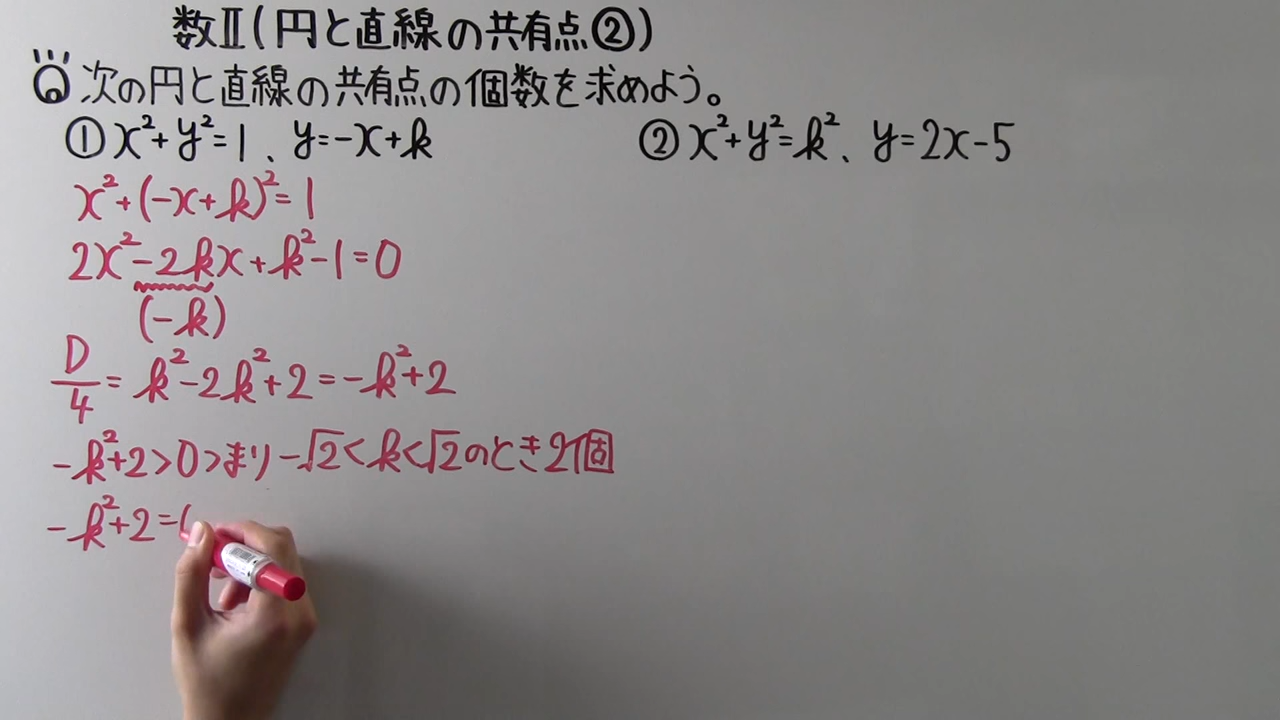 数Ⅱ(円と直線の共有点②)
Q 次の円と直線の共有点の個数を求めよう。
① x²+y²=1、y=-x+k
② x²+y²=k²、y=2x-5
x²+(-x+k)²=1
2x²-2kx+k²-1=0
(-k)
D/4=k²-2k²+2=-k²+2
-k²+2>0つまり-√2<k<√2のとき2個
-k²+2=